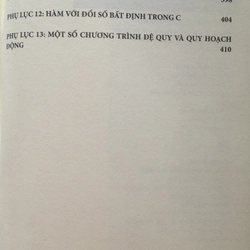 PHỤ LỤC 12: HÀM VỚI ĐỐI SỐ BẤT ĐỊNH TRONG C 404
PHỤ LỤC 13: MỘT SỐ CHƯƠNG TRÌNH ĐỆ QUY VÀ QUY HOẠCH
ĐỘNG 410